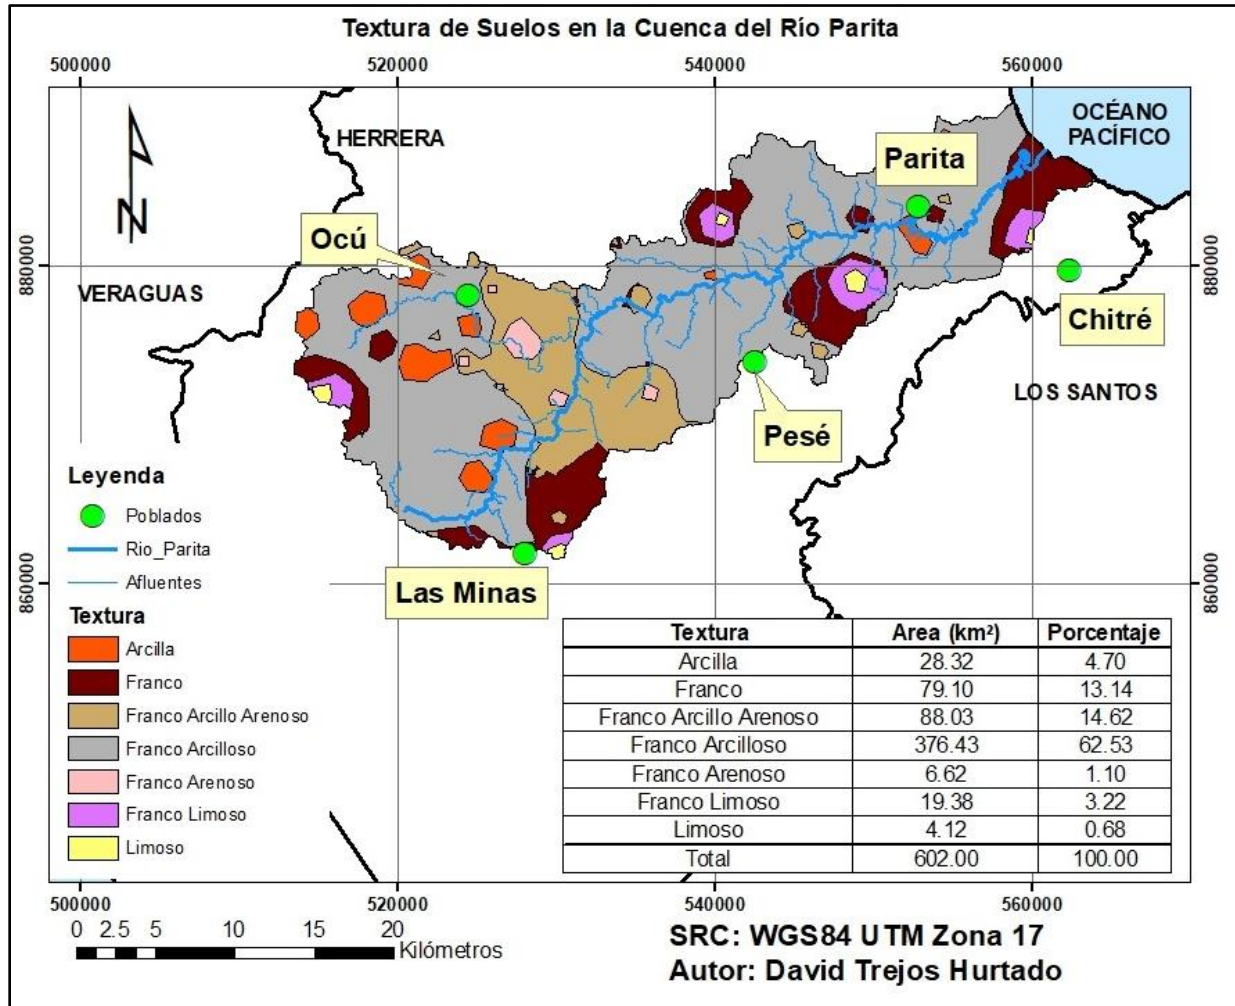 Textura de Suelos en la Cuenca del Río Parita
500000 520000 540000 560000
HERRERA
OCÉANO
PACÍFICO
Parita
Ocú
880000 880000
VERAGUAS
Chitré
LOS SANTOS
Pesé
Leyenda
Poblados
Rio_Parita
Afluentes
Las Minas
860000 860000
Textura
Arcilla
Franco
Franco Arcillo Arenoso
Franco Arcilloso
Franco Arenoso
Franco Limoso
Limoso
Textura Area (km²) Porcentaje
Arcilla 28.32 4.70
Franco 79.10 13.14
Franco Arcillo Arenoso 88.03 14.62
Franco Arcilloso 376.43 62.53
Franco Arenoso 6.62 1.10
Franco Limoso 19.38 3.22
Limoso 4.12 0.68
Total 602.00 100.00
500000 520000 540000 560000
0 2.5 5 10 15 20
Kilómetros
N
SRC: WGS84 UTM Zona 17
Autor: David Trejos Hurtado